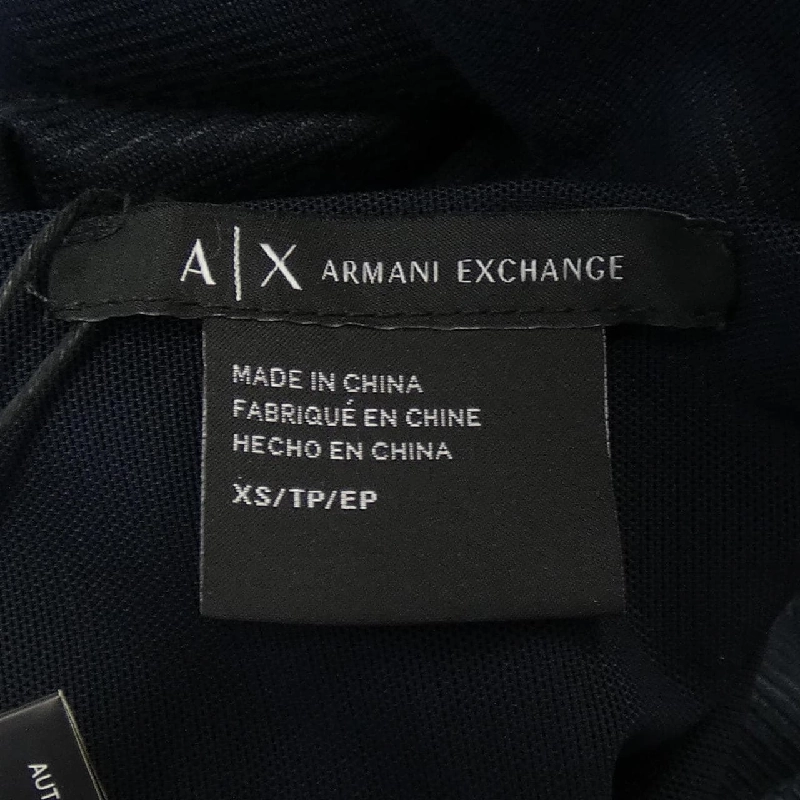 A|X ARMANI EXCHANGE
MADE IN CHINA
FABRIQUÉ EN CHINE
HECHO EN CHINA
XS/TP/EP